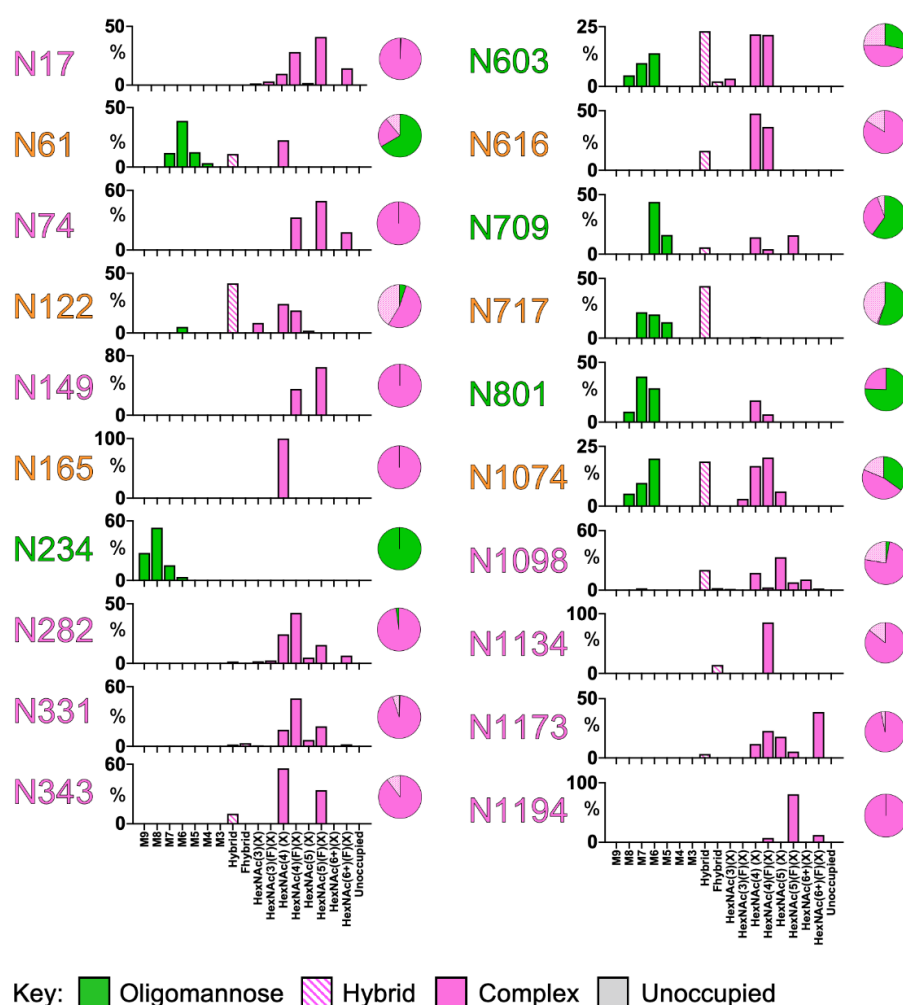 50
%
0
N17
50
%
0
N61
60
%
0
N74
50
%
0
N122
80
%
0
N149
100
%
0
N165
60
%
0
N234
50
%
0
N282
60
%
0
N331
60
%
0
N343
M9
M8
M7
M6
M5
M4
M3
Hybrid
Fhybrid
HexNAc(3)(X)
HexNAc(3)(F)(X)
HexNAc(4) (X)
HexNAc(4)(F)(X)
HexNAc(5) (X)
HexNAc(5)(F)(X)
HexNAc(6+)(X)
HexNAc(6+)(F)(X)
Unoccupied
25
%
0
N603
50
%
0
N616
50
%
0
N709
50
%
0
N717
50
%
0
N801
25
%
0
N1074
60
%
0
N1098
100
%
0
N1134
50
%
0
N1173
100
%
0
N1194
M9
M8
M7
M6
M5
M4
M3
Hybrid
Fhybrid
HexNAc(3)(X)
HexNAc(3)(F)(X)
HexNAc(4) (X)
HexNAc(4)(F)(X)
HexNAc(5) (X)
HexNAc(5)(F)(X)
HexNAc(6+)(X)
HexNAc(6+)(F)(X)
Unoccupied
Key: Oligomannose Hybrid Complex Unoccupied